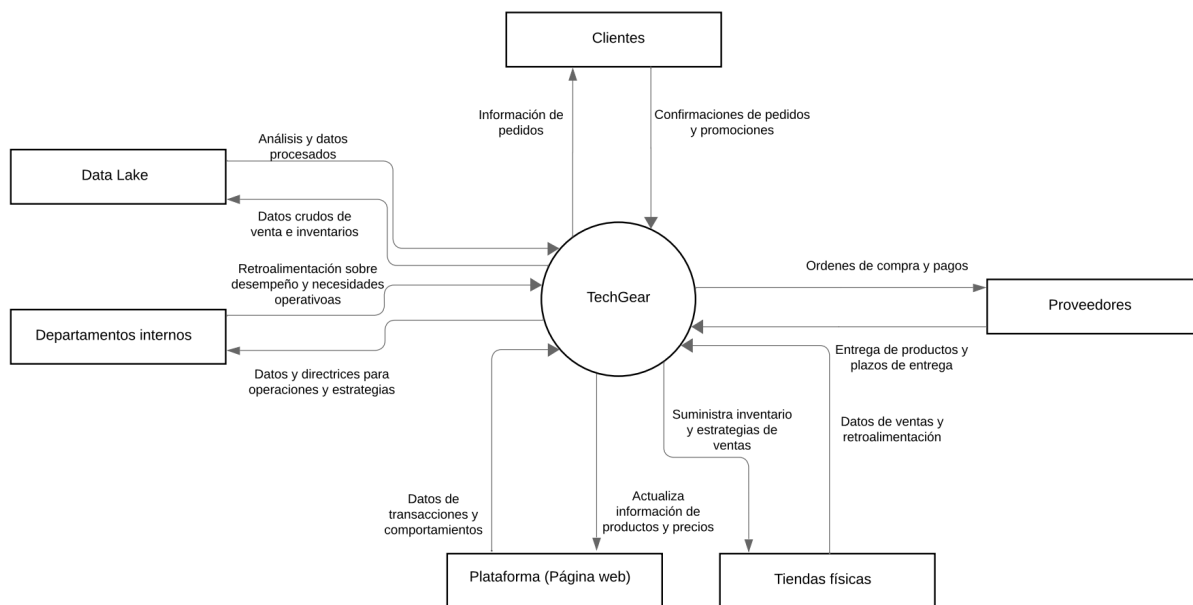 Clientes
Información de
pedidos
Confirmaciones de pedidos
y promociones
Análisis y datos
procesados
Data Lake
Datos crudos de
venta e inventarios
Retroalimentación sobre
desempeño y necesidades
operativoas
Departamentos internos
Datos y directrices para
operaciones y estrategias
TechGear
Ordenes de compra y pagos
Proveedores
Entrega de productos y
plazos de entrega
Suministra inventario
y estrategias de
ventas
Datos de ventas y
retroalimentación
Datos de
transacciones y
comportamientos
Actualiza
información de
productos y precios
Plataforma (Página web)
Tiendas físicas